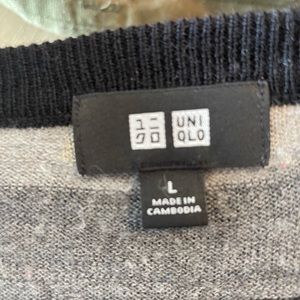 ユニ UNI
クロ QLO
L
MADE IN
CAMBODIA